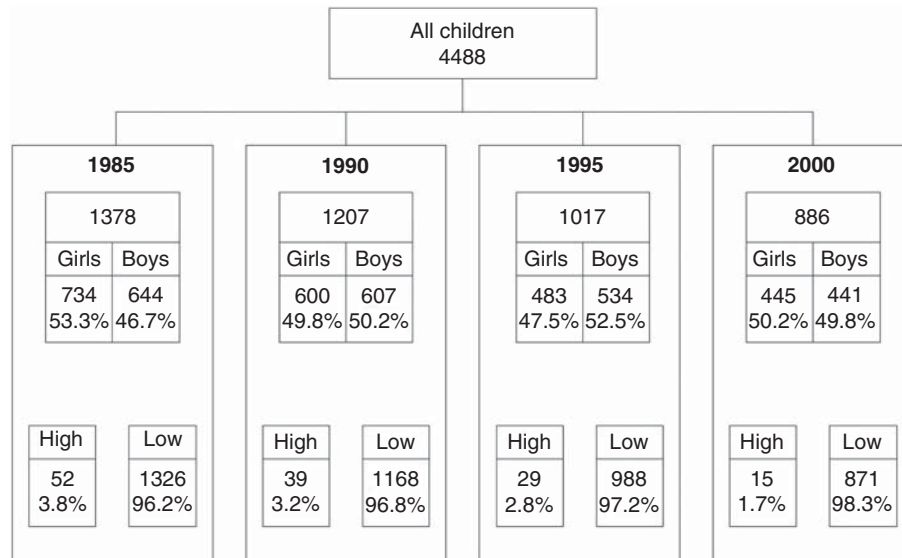 All children
4488
1985
1378
Girls Boys
734 644
53.3% 46.7%
High Low
52 1326
3.8% 96.2%
1990
1207
Girls Boys
600 607
49.8% 50.2%
High Low
39 1168
3.2% 96.8%
1995
1017
Girls Boys
483 534
47.5% 52.5%
High Low
29 988
2.8% 97.2%
2000
886
Girls Boys
445 441
50.2% 49.8%
High Low
15 871
1.7% 98.3%